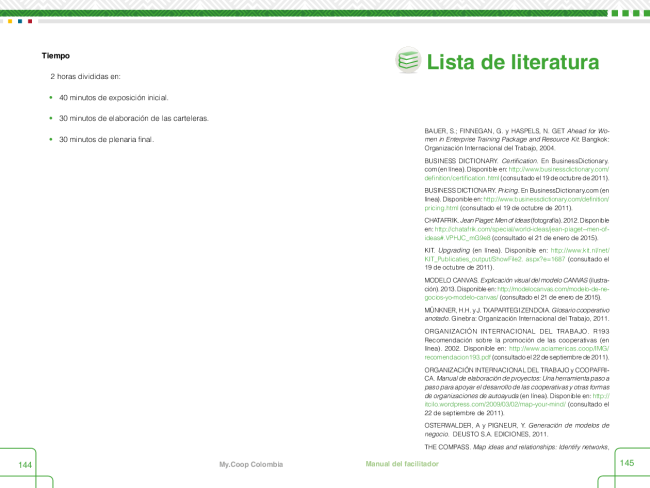 Tiempo
2 horas divididas en:
• 40 minutos de exposición inicial.
• 30 minutos de elaboración de las carteleras.
• 30 minutos de plenaria final.
144
My.Coop Colombia
Lista de literatura
BAUER, S.; FINNEGAN, G. y HASPELS, N. GET Ahead for Wo-
men in Enterprise Training Package and Resource Kit. Bangkok:
Organización Internacional del Trabajo, 2004.
BUSINESS DICTIONARY. Certification. En BusinessDictionary.
com (en línea). Disponible en: http://www.businessdictionary.com/
definition/certification.html (consultado el 19 de octubre de 2011).
BUSINESS DICTIONARY. Pricing. En BusinessDictionary.com (en
línea). Disponible en: http://www.businessdictionary.com/definition/
pricing.html (consultado el 19 de octubre de 2011).
CHATAFRIK. Jean Piaget: Men of Ideas (fotografía). 2012. Disponible
en: http://chatafrik.com/special/world-ideas/jean-piaget--men-of-
ideas#.VPHJC_mG9e8 (consultado el 21 de enero de 2015).
KIT. Upgrading (en línea). Disponible en: http://www.kit.nl/net/
KIT_Publicaties_output/ShowFile2. aspx?e=1687 (consultado el
19 de octubre de 2011).
MODELO CANVAS. Explicación visual del modelo CANVAS (ilustra-
ción). 2013. Disponible en: http://modelocanvas.com/modelo-de-ne-
gocios-yo-modelo-canvas/ (consultado el 21 de enero de 2015).
MÜNKNER, H.H. y J. TXAPARTEGI ZENDOIA. Glosario cooperativo
anotado. Ginebra: Organización Internacional del Trabajo, 2011.
ORGANIZACIÓN INTERNACIONAL DEL TRABAJO. R193
Recomendación sobre la promoción de las cooperativas (en
línea). 2002. Disponible en: http://www.aciamericas.coop/IMG/
recomendacion193.pdf (consultado el 22 de septiembre de 2011).
ORGANIZACIÓN INTERNACIONAL DEL TRABAJO y COOPAFRI-
CA. Manual de elaboración de proyectos: Una herramienta paso a
paso para apoyar el desarrollo de las cooperativas y otras formas
de organizaciones de autoayuda (en línea). Disponible en: http://
itcilo.wordpress.com/2009/03/02/map-your-mind/ (consultado el
22 de septiembre de 2011).
OSTERWALDER, A y PIGNEUR, Y. Generación de modelos de
negocio. DEUSTO S.A. EDICIONES, 2011.
THE COMPASS. Map ideas and relationships: Identify networks,
Manual del facilitador
145